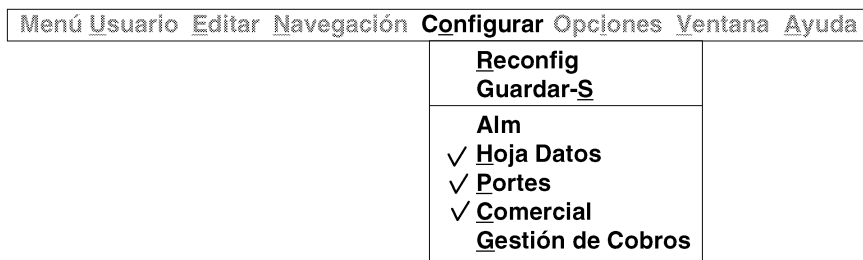 Menú Usuario Editar Navegación Configurar Opciones Ventana Ayuda
Reconfig
Guardar-S
Alm
✓ Hoja Datos
✓ Portes
✓ Comercial
Gestión de Cobros